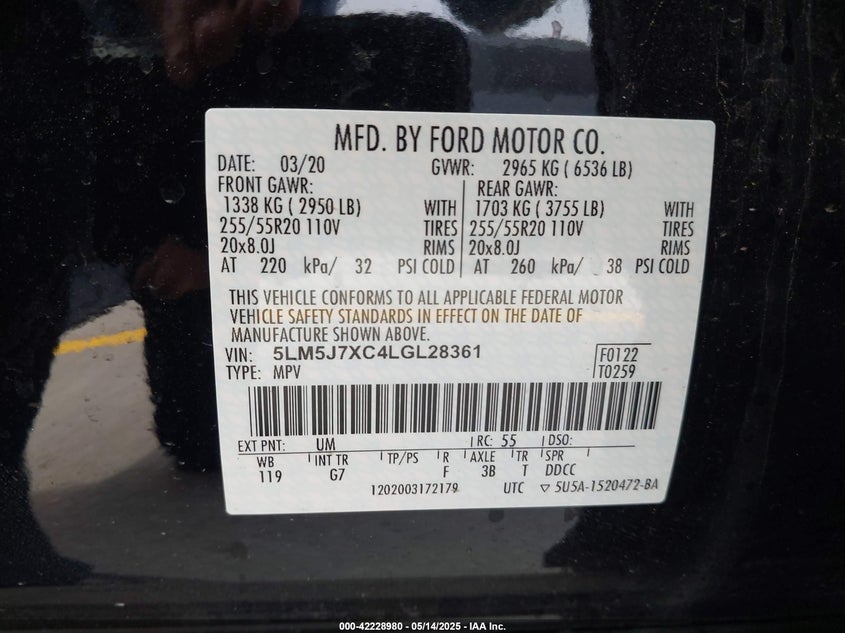 MFD. BY FORD MOTOR CO.
DATE: 03/20 GVWR: 2965 KG ( 6536 LB)
FRONT GAWR: REAR GAWR:
1338 KG ( 2950 LB) WITH 1703 KG ( 3755 LB) WITH
255/55R20 110V TIRES 255/55R20 110V TIRES
20x8.0J RIMS 20x8.0J RIMS
AT 220 kPa/ 32 PSI COLD AT 260 kPa/ 38 PSI COLD
THIS VEHICLE CONFORMS TO ALL APPLICABLE FEDERAL MOTOR
VEHICLE SAFETY STANDARDS IN EFFECT ON THE DATE OF
MANUFACTURE SHOWN ABOVE.
VIN: 5LM5J7XC4LGL28361 F0122
TYPE: MPV T0259
EXT PNT: UM RC: 55 DSO:
WB INT TR TP/PS R AXLE TR SPR
119 G7 F 3B T DDCC
1202003172179 UTC ▽ 5U5A-1520472-BA
000-42228980 - 05/14/2025 - IAA Inc.